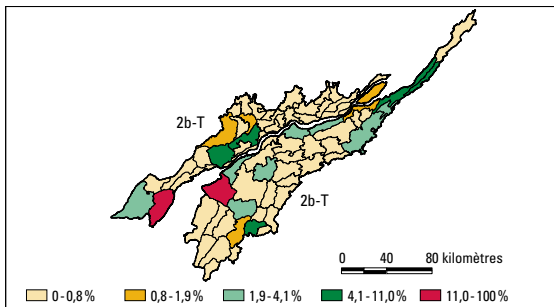 2b-T
2b-T
0 40 80 kilomètres
0 - 0,8 % 0,8 - 1,9 % 1,9 - 4,1 % 4,1 - 11,0 % 11,0 - 100 %